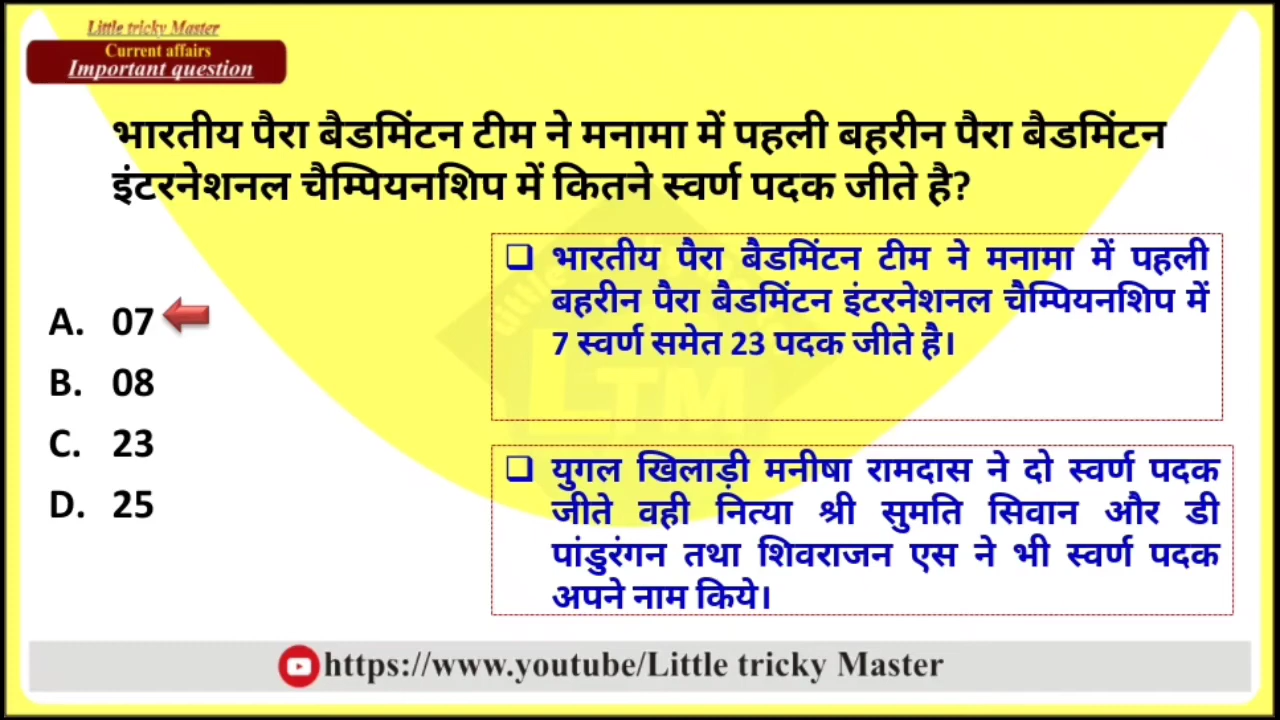 Little tricky Master
Current affairs
Important question
भारतीय पैरा बैडमिंटन टीम ने मनामा में पहली बहरीन पैरा बैडमिंटन
इंटरनेशनल चैम्पियनशिप में कितने स्वर्ण पदक जीते है?
A. 07
B. 08
C. 23
D. 25
❑ भारतीय पैरा बैडमिंटन टीम ने मनामा में पहली
बहरीन पैरा बैडमिंटन इंटरनेशनल चैम्पियनशिप में
7 स्वर्ण समेत 23 पदक जीते है।
❑ युगल खिलाड़ी मनीषा रामदास ने दो स्वर्ण पदक
जीते वही नित्या श्री सुमति सिवान और डी
पांडुरंगन तथा शिवराजन एस ने भी स्वर्ण पदक
अपने नाम किये।
LTM
https://www.youtube/Little tricky Master